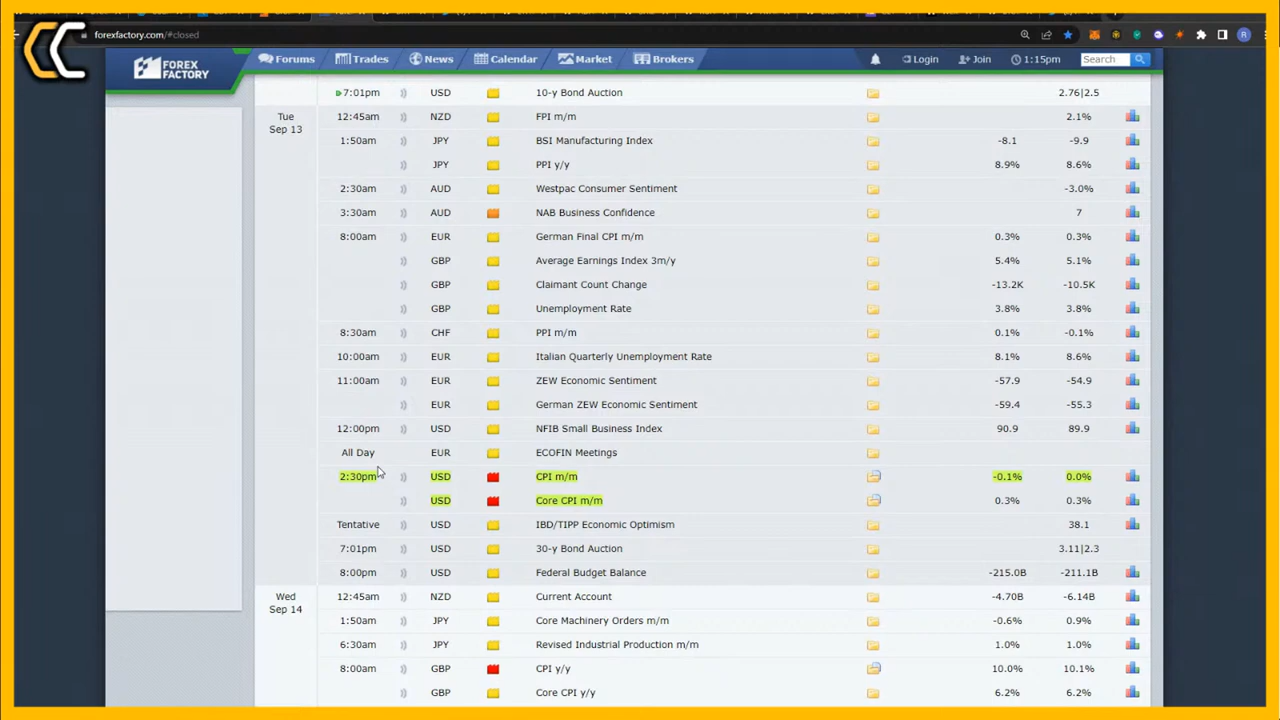 forexfactory.com/#closed
FOREX FACTORY
Forums Trades News Calendar Market Brokers Login Join 1:15pm Search
7:01pm USD 10-y Bond Auction 2.76|2.5
Tue Sep 13 12:45am NZD FPI m/m 2.1%
1:50am JPY BSI Manufacturing Index -8.1 -9.9
JPY PPI y/y 8.9% 8.6%
2:30am AUD Westpac Consumer Sentiment -3.0%
3:30am AUD NAB Business Confidence 7
8:00am EUR German Final CPI m/m 0.3% 0.3%
GBP Average Earnings Index 3m/y 5.4% 5.1%
GBP Claimant Count Change -13.2K -10.5K
GBP Unemployment Rate 3.8% 3.8%
8:30am CHF PPI m/m 0.1% -0.1%
10:00am EUR Italian Quarterly Unemployment Rate 8.1% 8.6%
11:00am EUR ZEW Economic Sentiment -57.9 -54.9
EUR German ZEW Economic Sentiment -59.4 -55.3
12:00pm USD NFIB Small Business Index 90.9 89.9
All Day EUR ECOFIN Meetings
2:30pm USD CPI m/m -0.1% 0.0%
USD Core CPI m/m 0.3% 0.3%
Tentative USD IBD/TIPP Economic Optimism 38.1
7:01pm USD 30-y Bond Auction 3.11|2.3
8:00pm USD Federal Budget Balance -215.0B -211.1B
Wed Sep 14 12:45am NZD Current Account -4.70B -6.14B
1:50am JPY Core Machinery Orders m/m -0.6% 0.9%
6:30am JPY Revised Industrial Production m/m 1.0% 1.0%
8:00am GBP CPI y/y 10.0% 10.1%
GBP Core CPI y/y 6.2% 6.2%